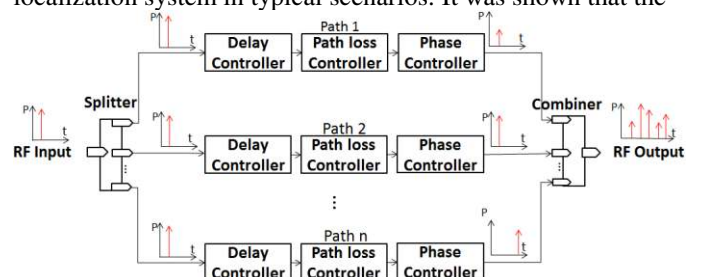 localization system in typical scenarios. It was shown that the
P t Path 1 P t
Delay Controller Path loss Controller Phase Controller
Splitter Combiner
P t P t Path 2 P t P t
RF Input Delay Controller Path loss Controller Phase Controller RF Output
P t Path n P t
Delay Controller Path loss Controller Phase Controller